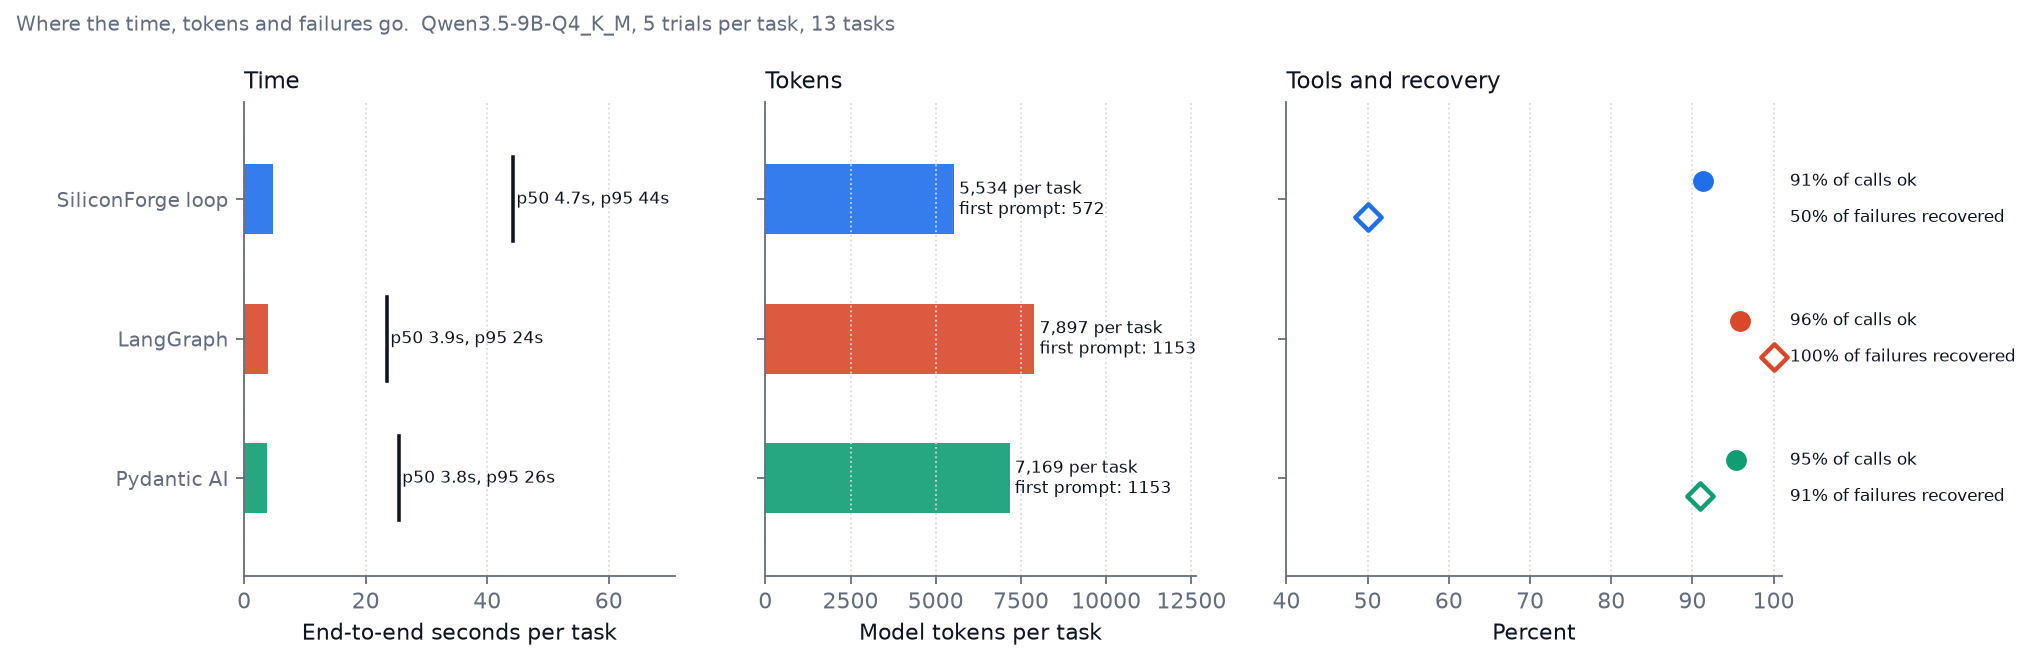 Where the time, tokens and failures go.  Qwen3.5-9B-Q4_K_M, 5 trials per task, 13 tasks
Time
SiliconForge loop
LangGraph
Pydantic AI
p50 4.7s, p95 44s
p50 3.9s, p95 24s
p50 3.8s, p95 26s
0 20 40 60
End-to-end seconds per task
Tokens
5,534 per task
first prompt: 572
7,897 per task
first prompt: 1153
7,169 per task
first prompt: 1153
0 2500 5000 7500 10000 12500
Model tokens per task
Tools and recovery
91% of calls ok
50% of failures recovered
96% of calls ok
100% of failures recovered
95% of calls ok
91% of failures recovered
40 50 60 70 80 90 100
Percent